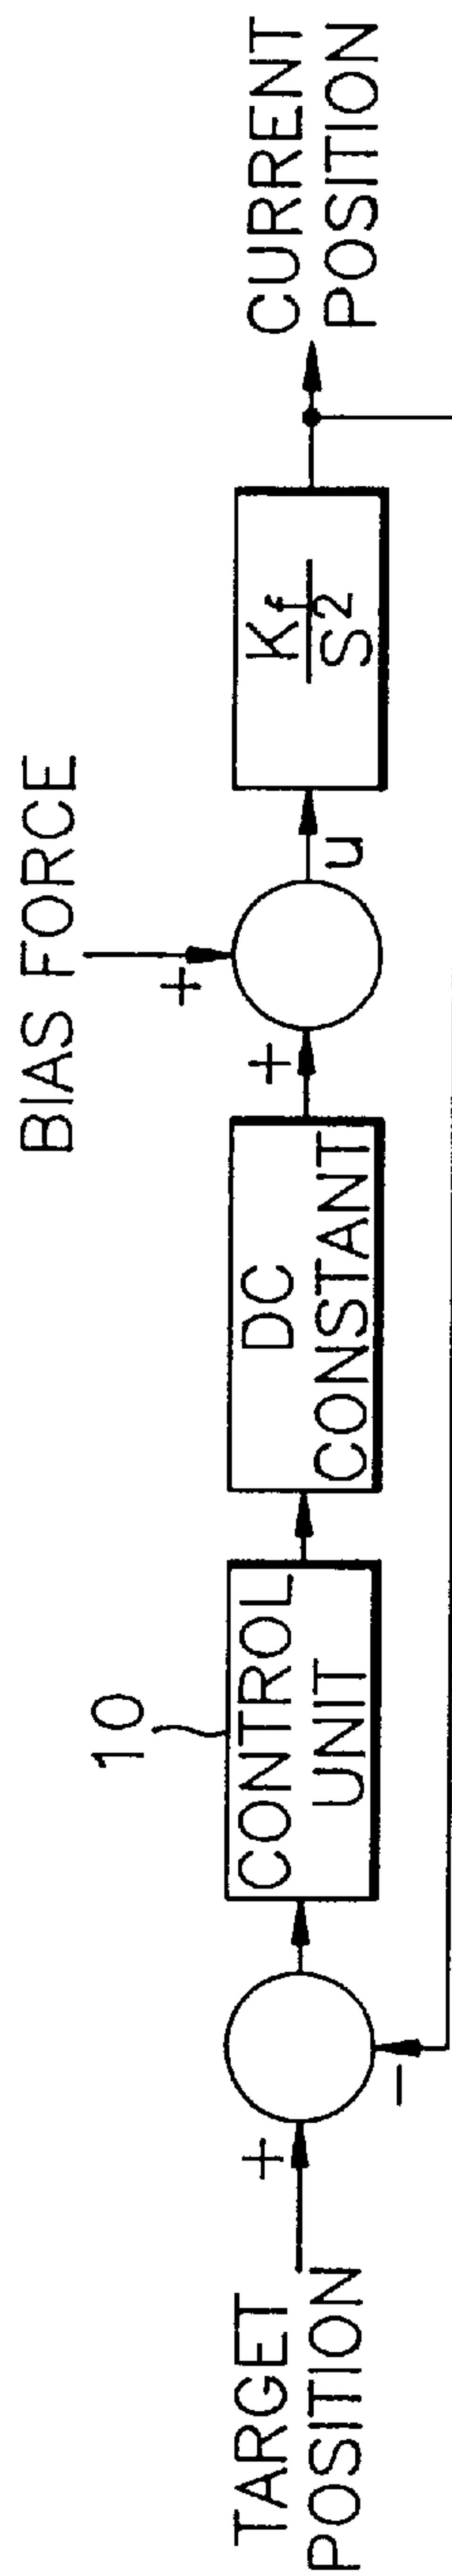 TARGET
POSITION
+
-
10
CONTROL
UNIT
DC
CONSTANT
BIAS FORCE
+
+
u
Kf
S2
CURRENT
POSITION